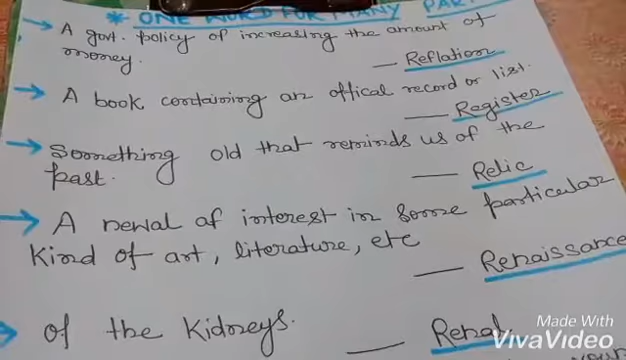 * ONE WORD FOR MANY PART
→ A govt. policy of increasing the amount of
money. — Reflation
→ A book containing an offical record or list.
— Register
→ Something old that reminds us of the
past. — Relic
→ A newal of interest in some particular
kind of art, literature, etc
— Renaissance
→ of the kidneys. — Renal
Made With
VivaVideo